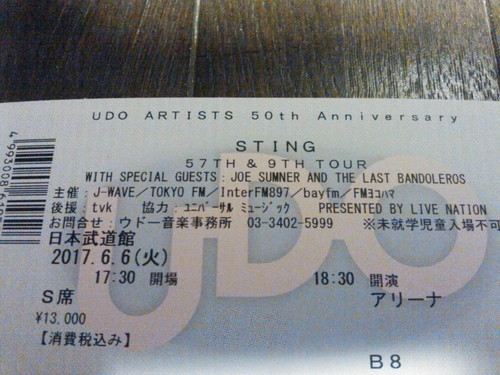 UDO ARTISTS 50th Anniversary
STING
57TH & 9TH TOUR
WITH SPECIAL GUESTS：JOE SUMNER AND THE LAST BANDOLEROS
主催：J-WAVE／TOKYO FM／InterFM897／bayfm／FMヨコハマ
後援：tvk　協力：ユニバーサル ミュージック　PRESENTED BY LIVE NATION
お問合せ：ウドー音楽事務所　03-3402-5999　※未就学児童入場不可
日本武道館
2017.6.6(火)
17:30 開場　18:30 開演
S席　アリーナ
¥13,000
【消費税込み】
B8
UDO